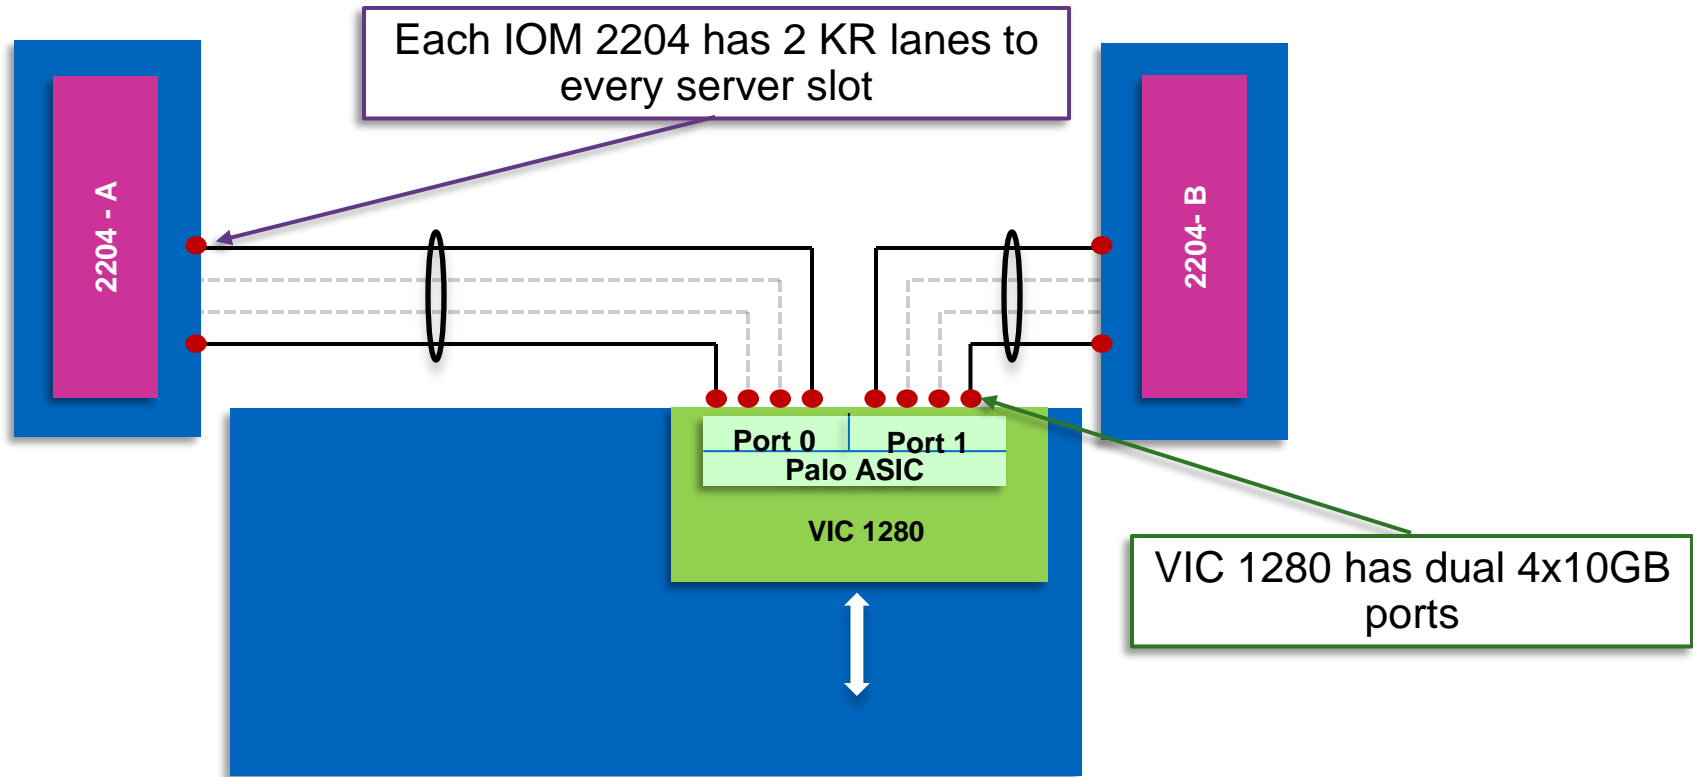 Each IOM 2204 has 2 KR lanes to
every server slot
2204 - A
2204- B
Port 0
Port 1
Palo ASIC
VIC 1280
VIC 1280 has dual 4x10GB
ports